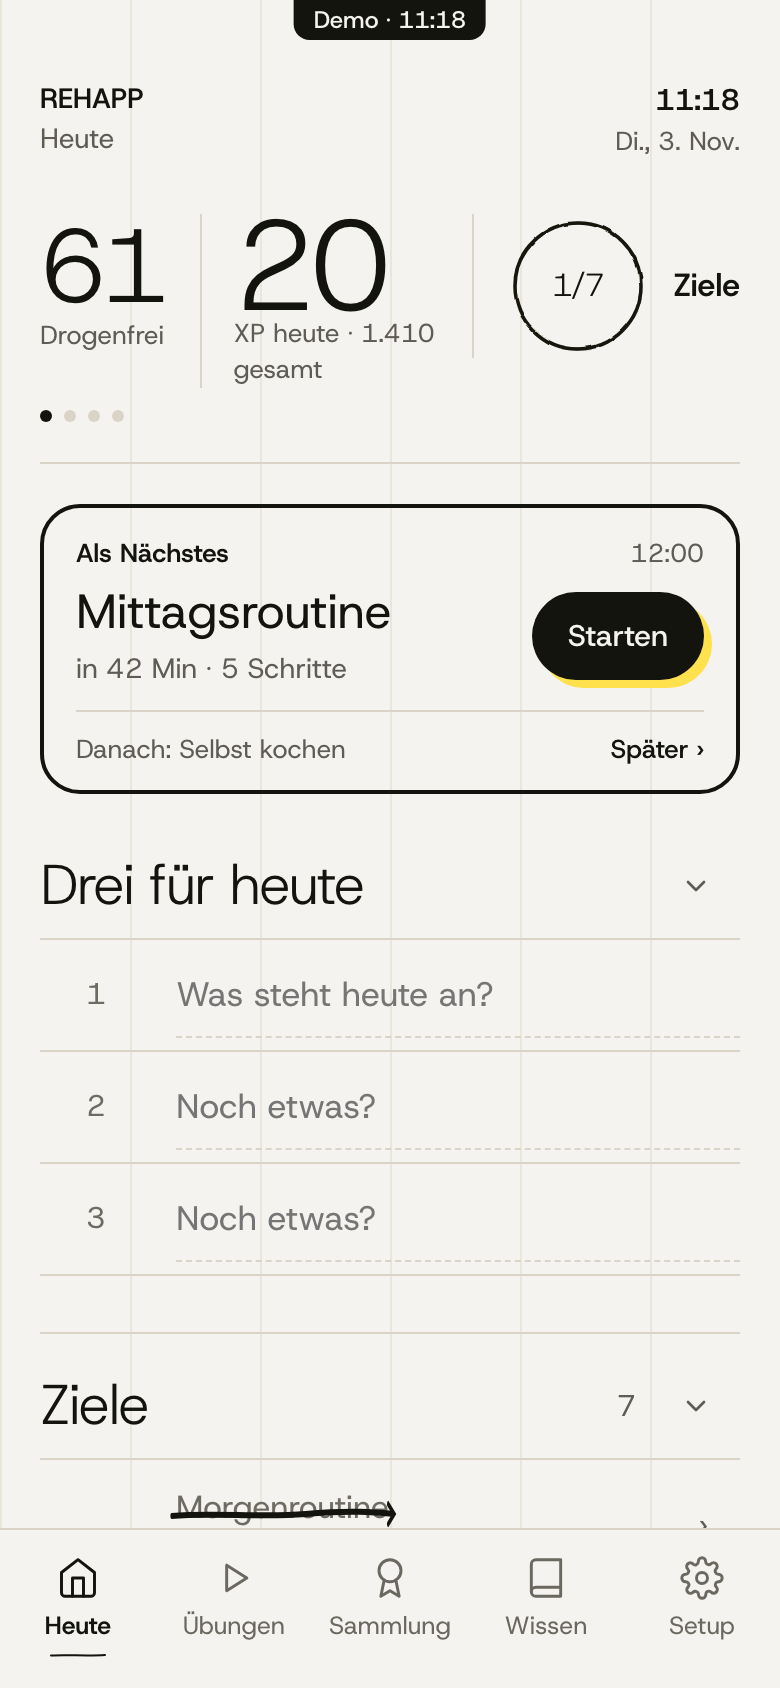 Demo · 11:18
REHAPP
11:18
Heute
Di., 3. Nov.
61
Drogenfrei
20
XP heute · 1.410
gesamt
1/7
Ziele
Als Nächstes
12:00
Mittagsroutine
Starten
in 42 Min · 5 Schritte
Danach: Selbst kochen
Später ›
Drei für heute
1 Was steht heute an?
2 Noch etwas?
3 Noch etwas?
Ziele
7
Morgenroutine
Heute
Übungen
Sammlung
Wissen
Setup